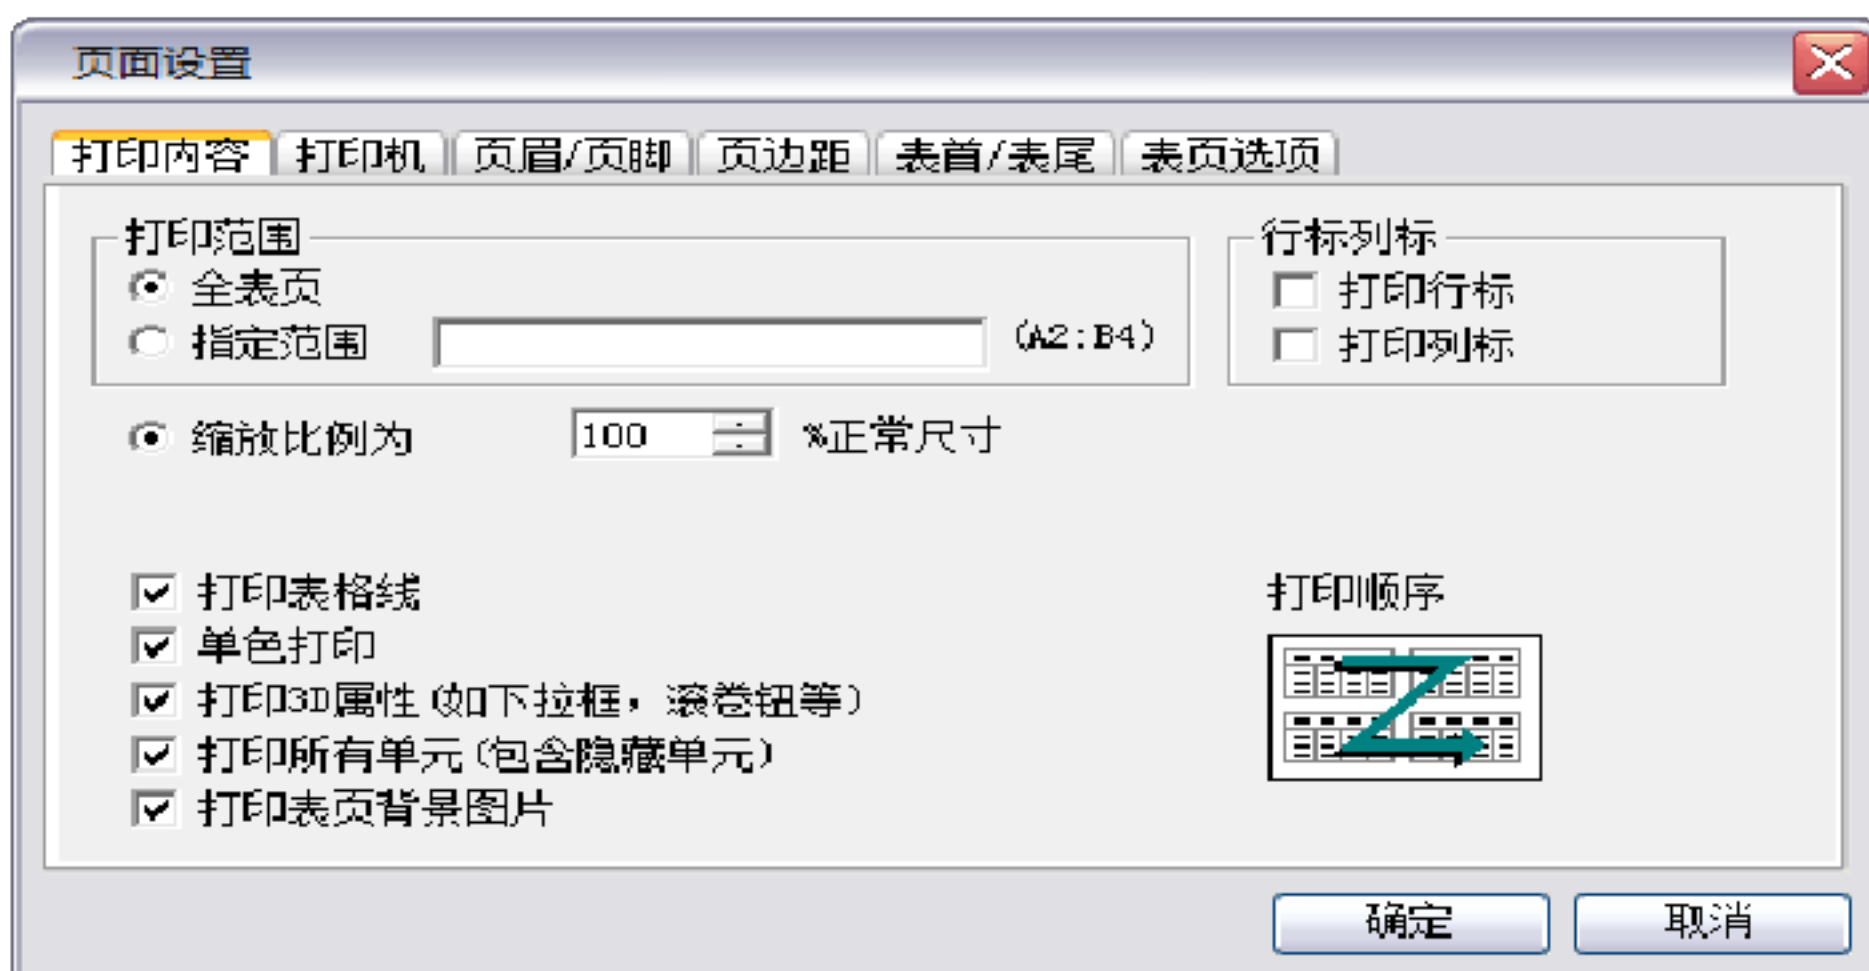 页面设置
打印内容 打印机 页眉/页脚 页边距 表首/表尾 表页选项
打印范围
全表页
指定范围 (A2:B4)
行标列标
打印行标
打印列标
缩放比例为 100 %正常尺寸
打印表格线
单色打印
打印3D属性(如下拉框，滚卷钮等)
打印所有单元(包含隐藏单元)
打印表页背景图片
打印顺序
确定 取消